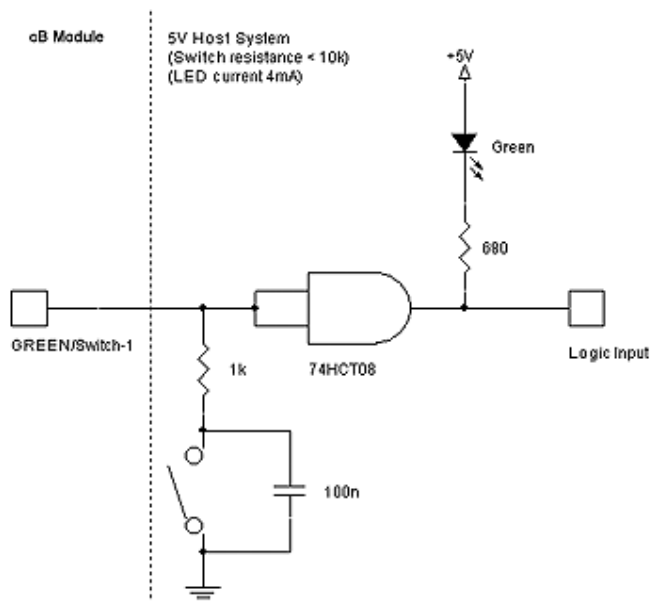 oB Module
5V Host System
(Switch resistance < 10k)
(LED current 4mA)
+5V
Green
680
GREEN/Switch-1
1k
74HCT08
Logic Input
100n